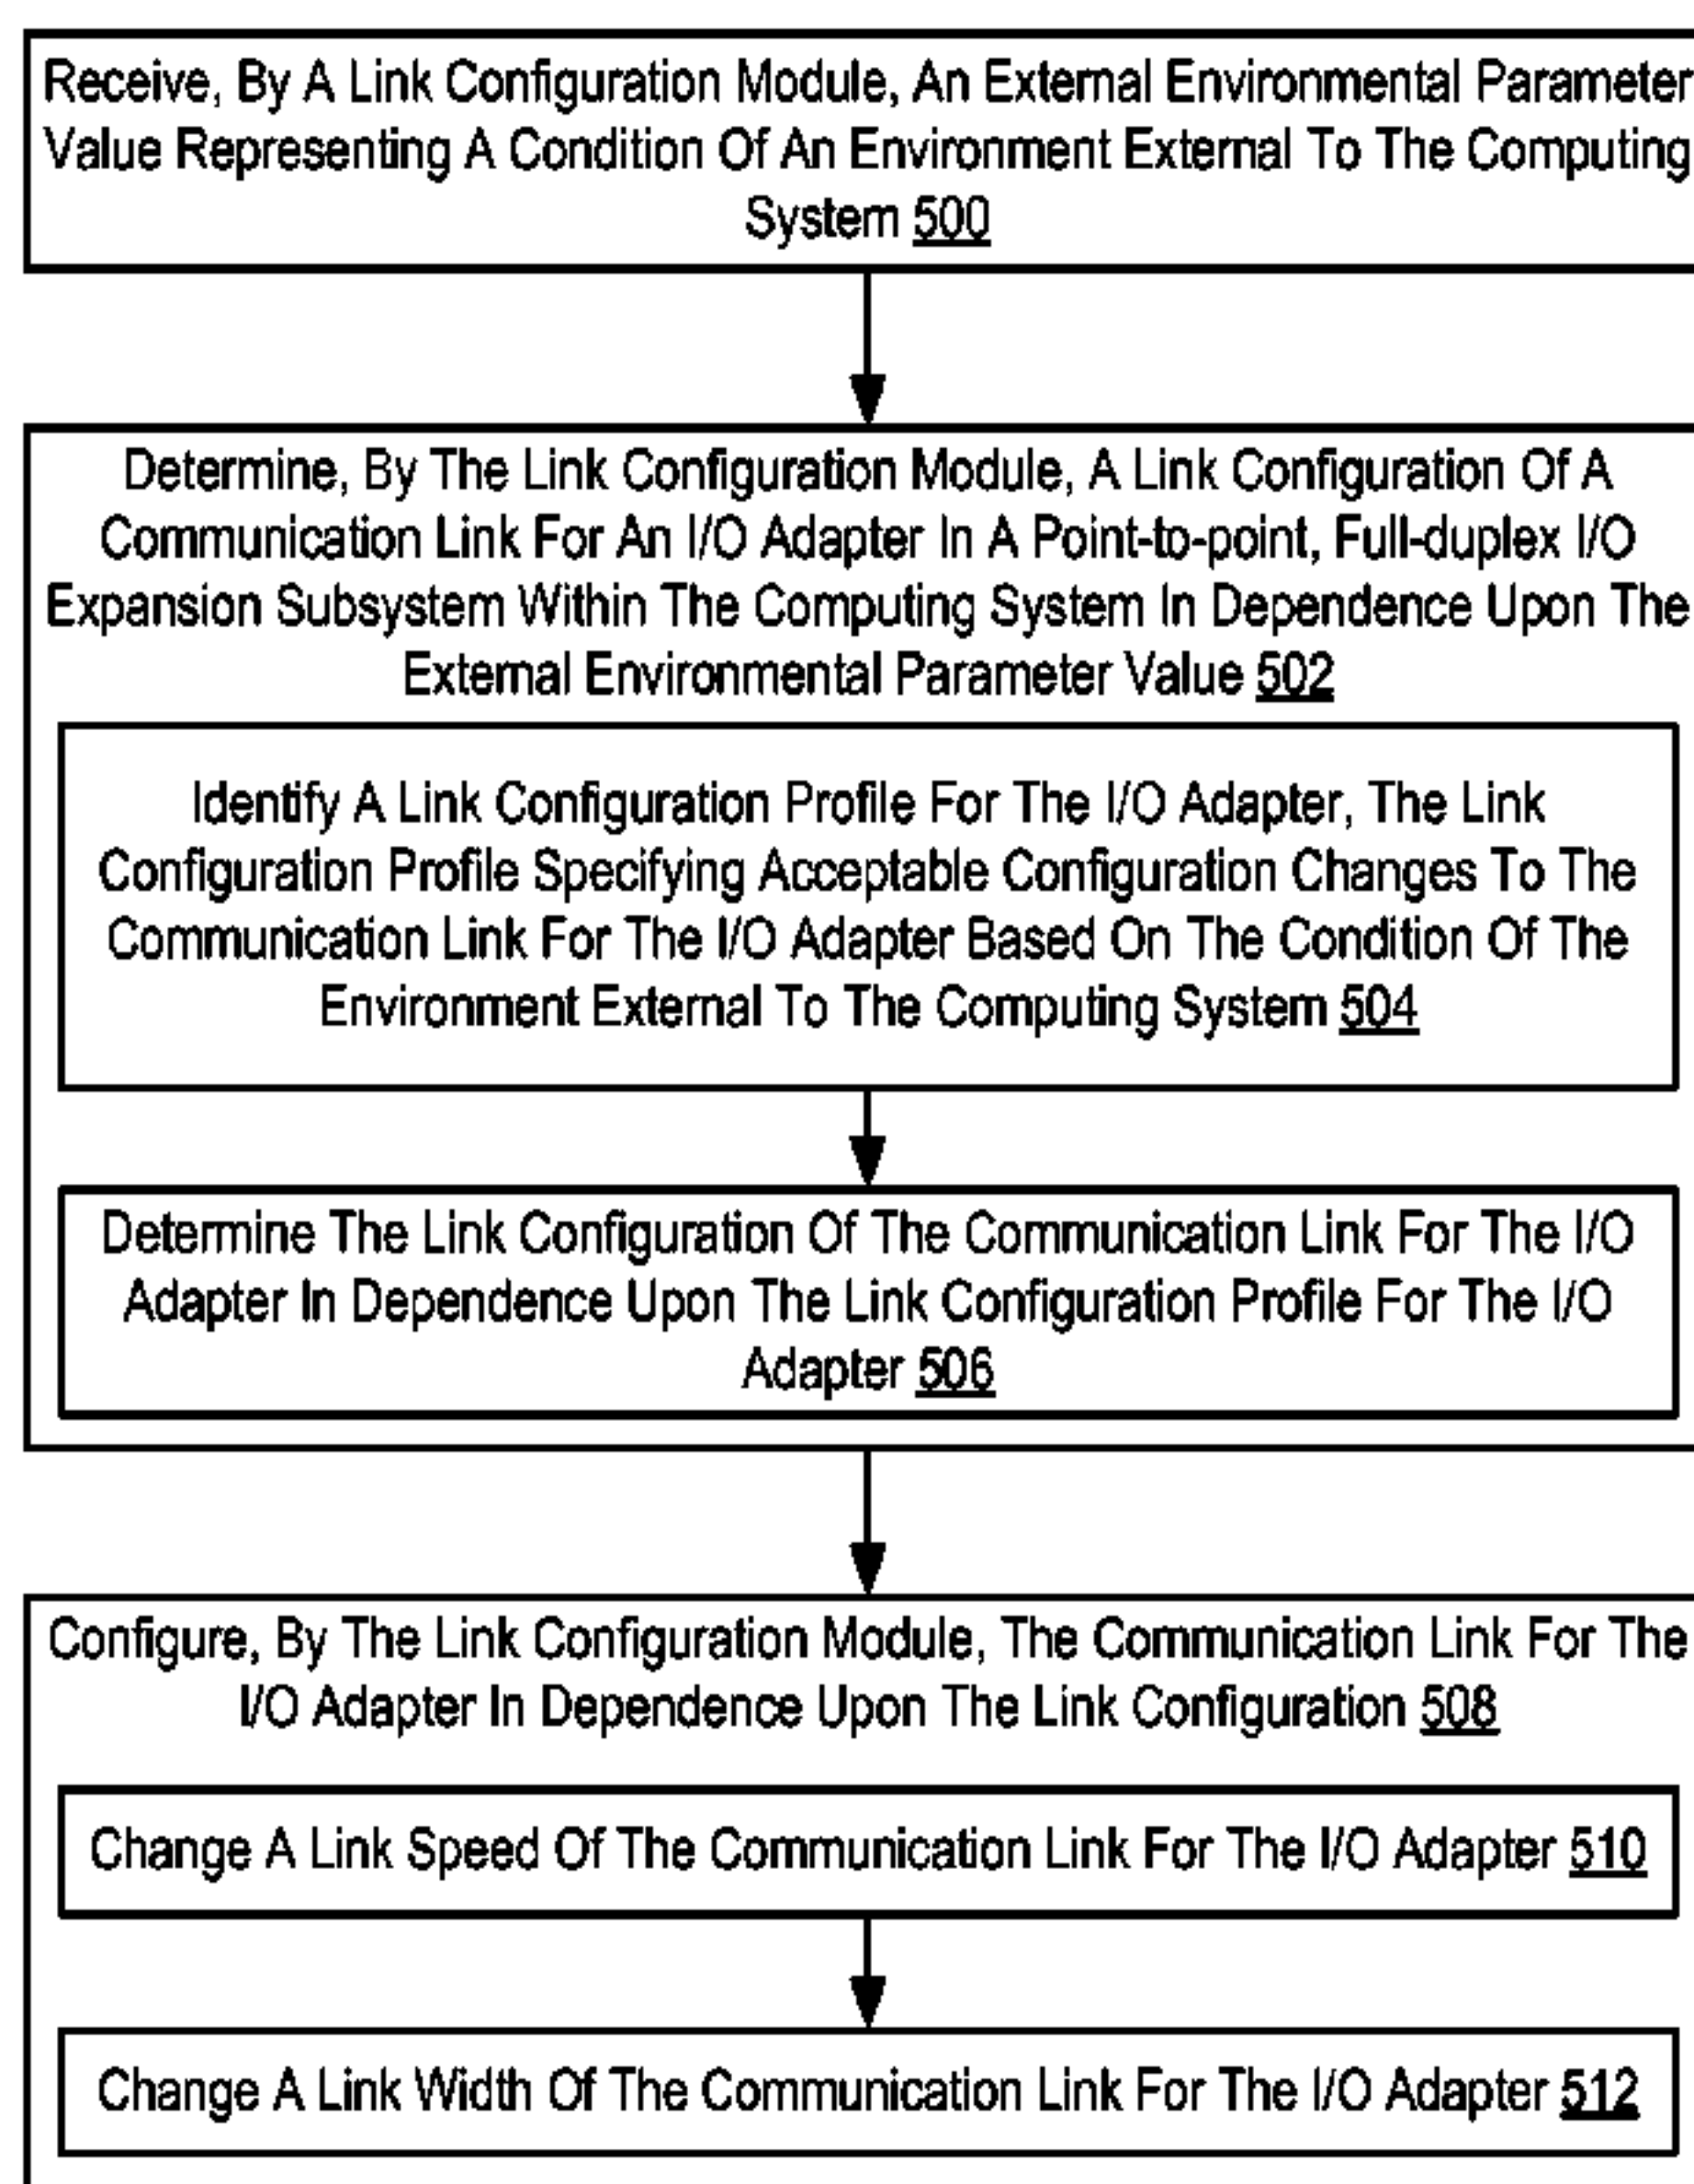 Receive, By A Link Configuration Module, An External Environmental Parameter
Value Representing A Condition Of An Environment External To The Computing
System 500
Determine, By The Link Configuration Module, A Link Configuration Of A
Communication Link For An I/O Adapter In A Point-to-point, Full-duplex I/O
Expansion Subsystem Within The Computing System In Dependence Upon The
External Environmental Parameter Value 502
Identify A Link Configuration Profile For The I/O Adapter, The Link
Configuration Profile Specifying Acceptable Configuration Changes To The
Communication Link For The I/O Adapter Based On The Condition Of The
Environment External To The Computing System 504
Determine The Link Configuration Of The Communication Link For The I/O
Adapter In Dependence Upon The Link Configuration Profile For The I/O
Adapter 506
Configure, By The Link Configuration Module, The Communication Link For The
I/O Adapter In Dependence Upon The Link Configuration 508
Change A Link Speed Of The Communication Link For The I/O Adapter 510
Change A Link Width Of The Communication Link For The I/O Adapter 512